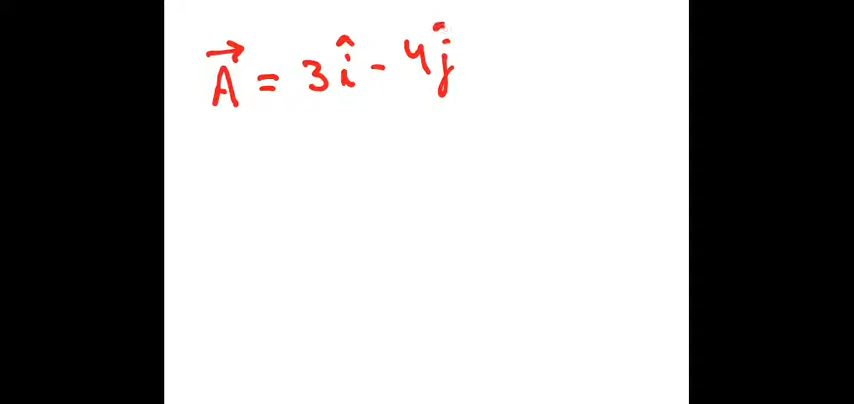 A⃗ = 3î - 4ĵ